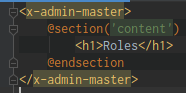 <x-admin-master>
@section('content')
<h1>Roles</h1>
@endsection
</x-admin-master>